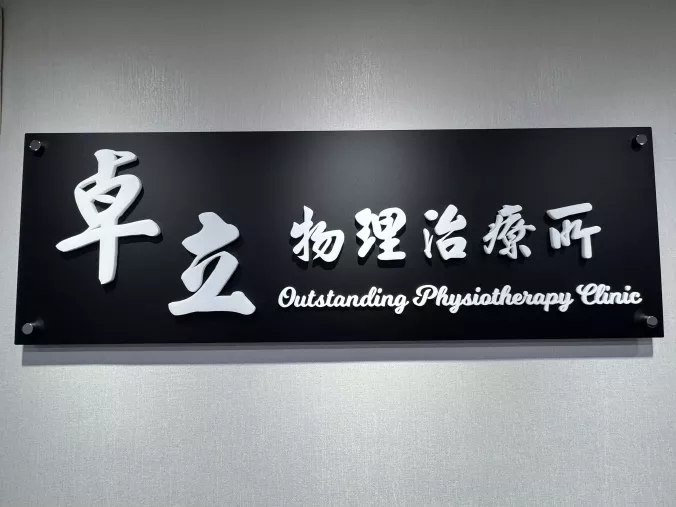 卓立 物理治療所
Outstanding Physiotherapy Clinic